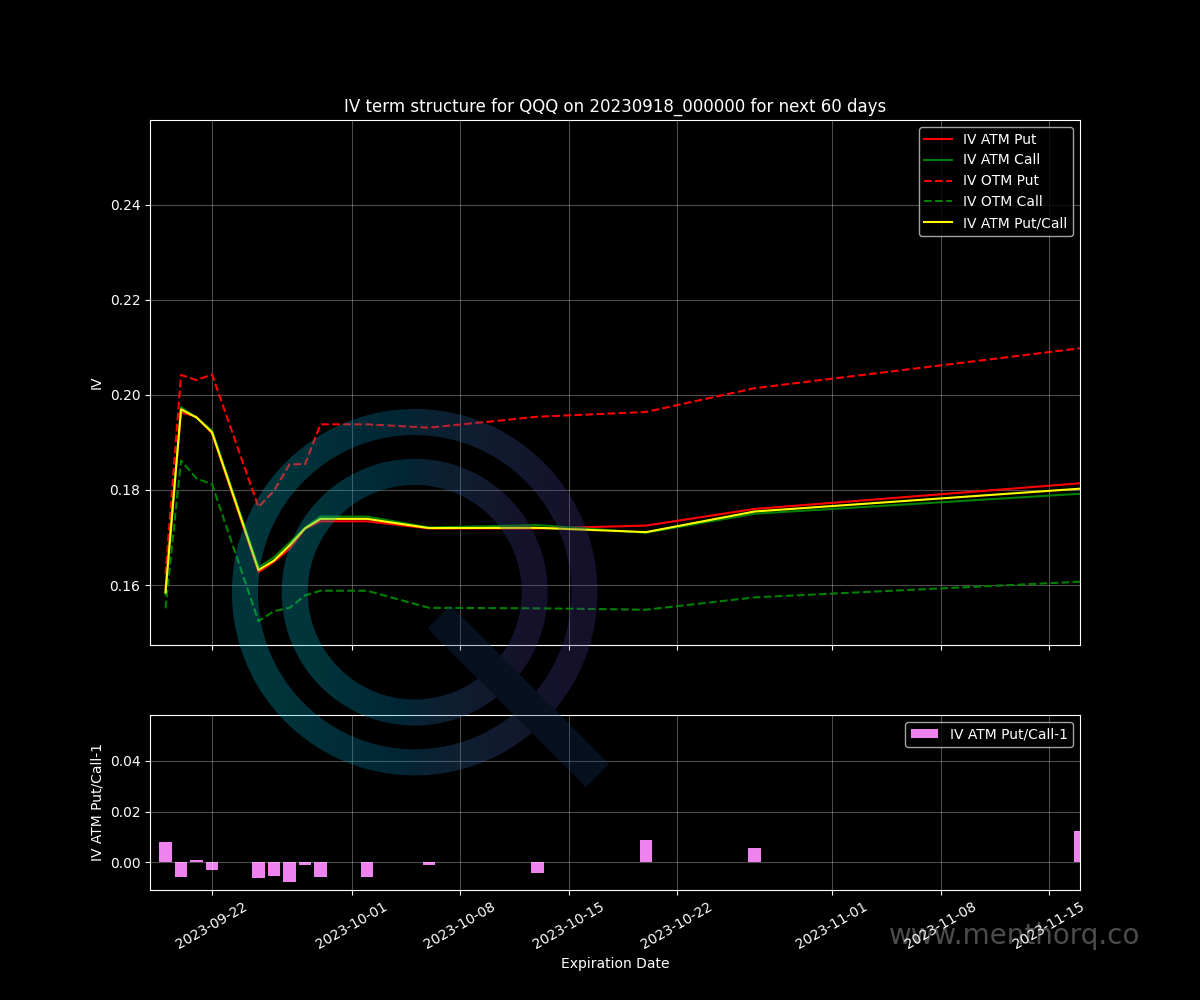 IV term structure for QQQ on 20230918_000000 for next 60 days
IV ATM Put
IV ATM Call
IV OTM Put
IV OTM Call
IV ATM Put/Call
0.24
0.22
0.20
0.18
0.16
IV
IV ATM Put/Call-1
0.04
0.02
0.00
IV ATM Put/Call-1
2023-09-22
2023-10-01
2023-10-08
2023-10-15
2023-10-22
2023-11-01
2023-11-08
2023-11-15
www.menthorq.co
Expiration Date